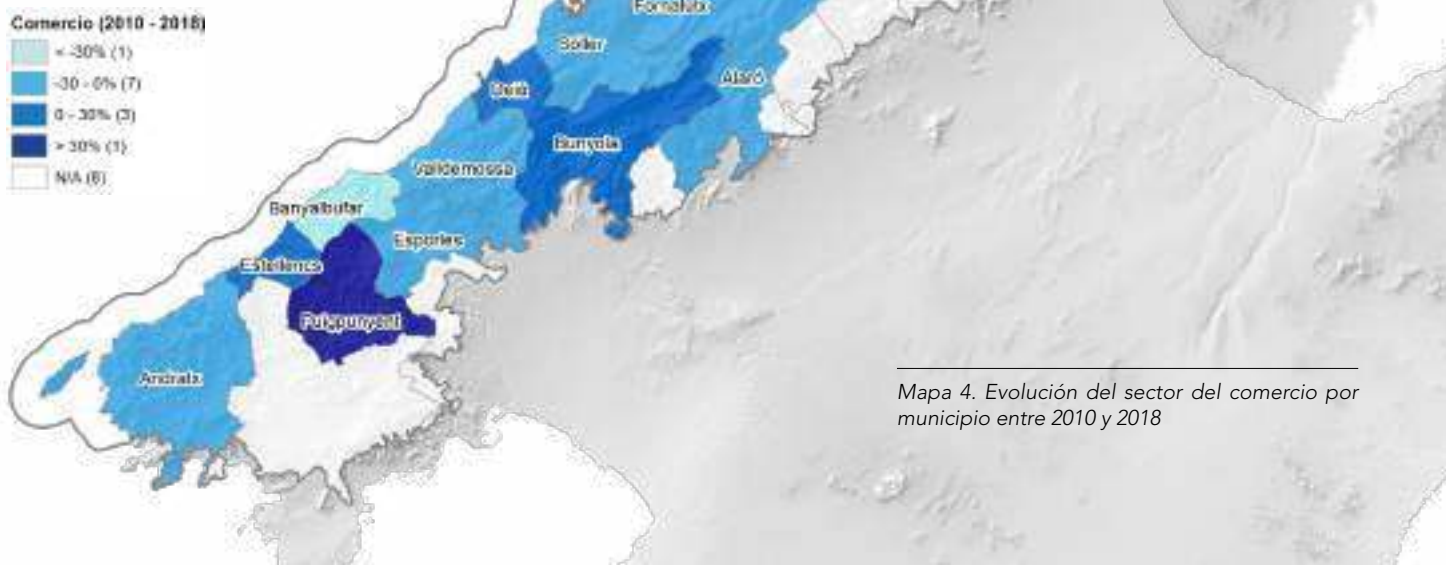 Comercio (2010 - 2018)
< -30% (1)
-30 - 0% (7)
0 - 30% (3)
> 30% (1)
N/A (6)
Fornalutx
Sóller
Deià
Alaró
Bunyola
Valldemossa
Banyalbufar
Esporles
Estellencs
Puigpunyent
Andratx
Mapa 4. Evolución del sector del comercio por
municipio entre 2010 y 2018